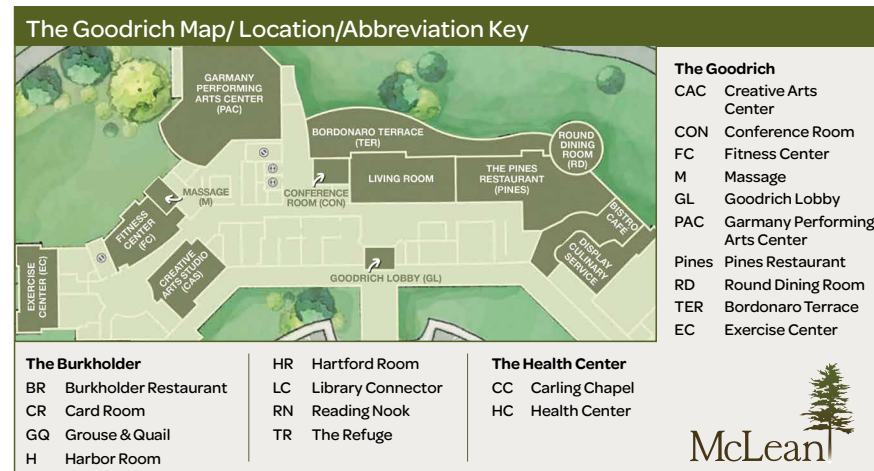 The Goodrich Map/ Location/Abbreviation Key
GARMANY
PERFORMING
ARTS CENTER
(PAC)
BORDONARO TERRACE
(TER)
ROUND
DINING
ROOM
(RD)
MASSAGE
(M)
CONFERENCE
ROOM (CON)
LIVING ROOM
THE PINES
RESTAURANT
(PINES)
BISTRO
CAFE
FITNESS
CENTER
(FC)
CREATIVE
ARTS STUDIO
(CAS)
DISPLAY
CULINARY
SERVICE
EXERCISE
CENTER (EC)
GOODRICH LOBBY (GL)
The Goodrich
CAC Creative Arts
Center
CON Conference Room
FC Fitness Center
M Massage
GL Goodrich Lobby
PAC Garmany Performing
Arts Center
Pines Pines Restaurant
RD Round Dining Room
TER Bordonaro Terrace
EC Exercise Center
The Burkholder
BR Burkholder Restaurant
CR Card Room
GQ Grouse & Quail
H Harbor Room
HR Hartford Room
LC Library Connector
RN Reading Nook
TR The Refuge
The Health Center
CC Carling Chapel
HC Health Center
McLean